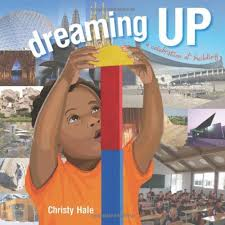 dreaming UP
a celebration of building
Christy Hale